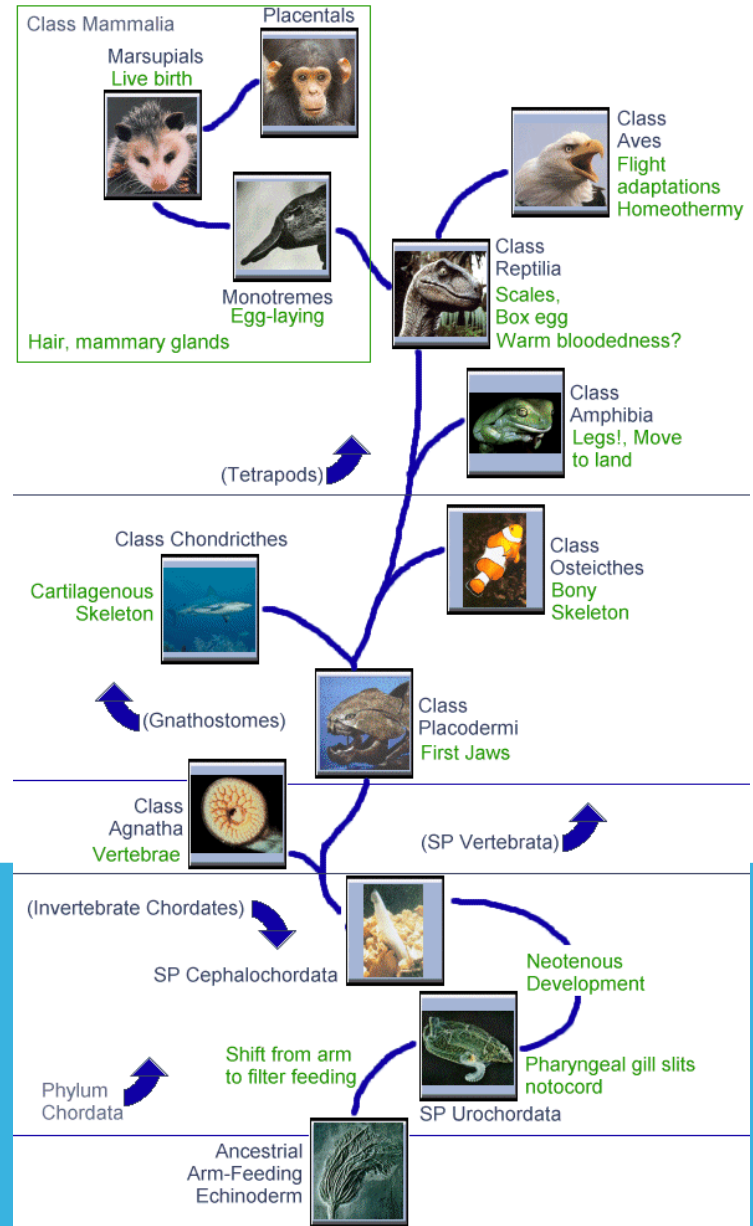 Class Mammalia
Placentals
Marsupials
Live birth
Monotremes
Egg-laying
Hair, mammary glands
Class
Aves
Flight
adaptations
Homeothermy
Class
Reptilia
Scales,
Box egg
Warm bloodedness?
Class
Amphibia
Legs!, Move
to land
(Tetrapods)
Class Chondricthes
Cartilagenous
Skeleton
Class
Osteicthes
Bony
Skeleton
(Gnathostomes)
Class
Placodermi
First Jaws
Class
Agnatha
Vertebrae
(SP Vertebrata)
(Invertebrate Chordates)
SP Cephalochordata
Neotenous
Development
Shift from arm
to filter feeding
Pharyngeal gill slits
notocord
SP Urochordata
Phylum
Chordata
Ancestrial
Arm-Feeding
Echinoderm